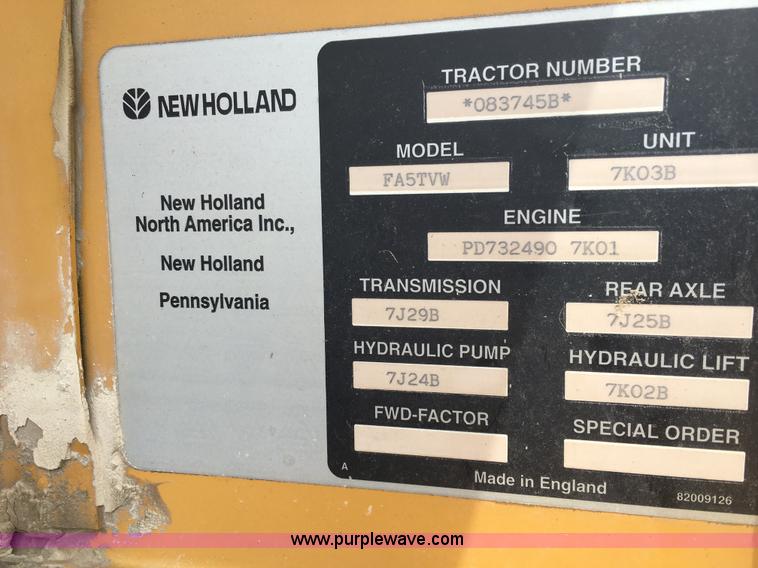 NEW HOLLAND
New Holland
North America Inc.,
New Holland
Pennsylvania
TRACTOR NUMBER
*083745B*
MODEL
FA5TVW
UNIT
7K03B
ENGINE
PD732490 7K01
TRANSMISSION
7J29B
REAR AXLE
7J25B
HYDRAULIC PUMP
7J24B
HYDRAULIC LIFT
7K02B
FWD-FACTOR
SPECIAL ORDER
A
Made in England
82009126
www.purplewave.com